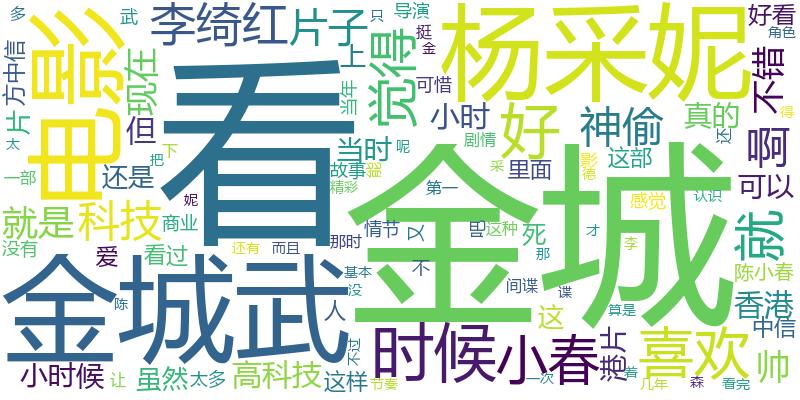 多
武
李绮红
片子
导演
只
挺
金
上
杨采妮
好看
角色
方中信
电影
现在
看
觉得
可惜
不错
当年
片
太
但
小时
好
神偷
真的
啊
得
还
当时
呢
剧情
这部
影
德
可以
一部
还是
把
下
故事
能
精彩
里面
采
第一
金城
感觉
认识
就是
科技
商业
妮
就
没有
爱
看过
还有
而且
那时
情节
又
出
这种
死
那
才
李
陈小春
不
金城武
基本
没
间谍
谍
陈
人
这
算是
香港
中信
时候
小春
港片
喜欢
帅
不过
小时候
让
虽然
太多
高科技
这样
节奏
一次
着
几年
森
看完